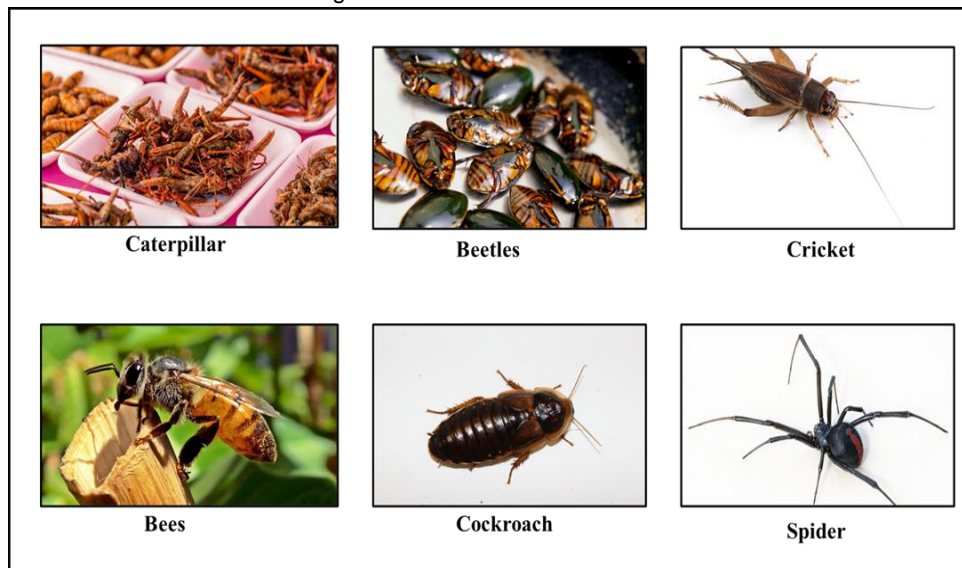 Caterpillar
Beetles
Cricket
Bees
Cockroach
Spider